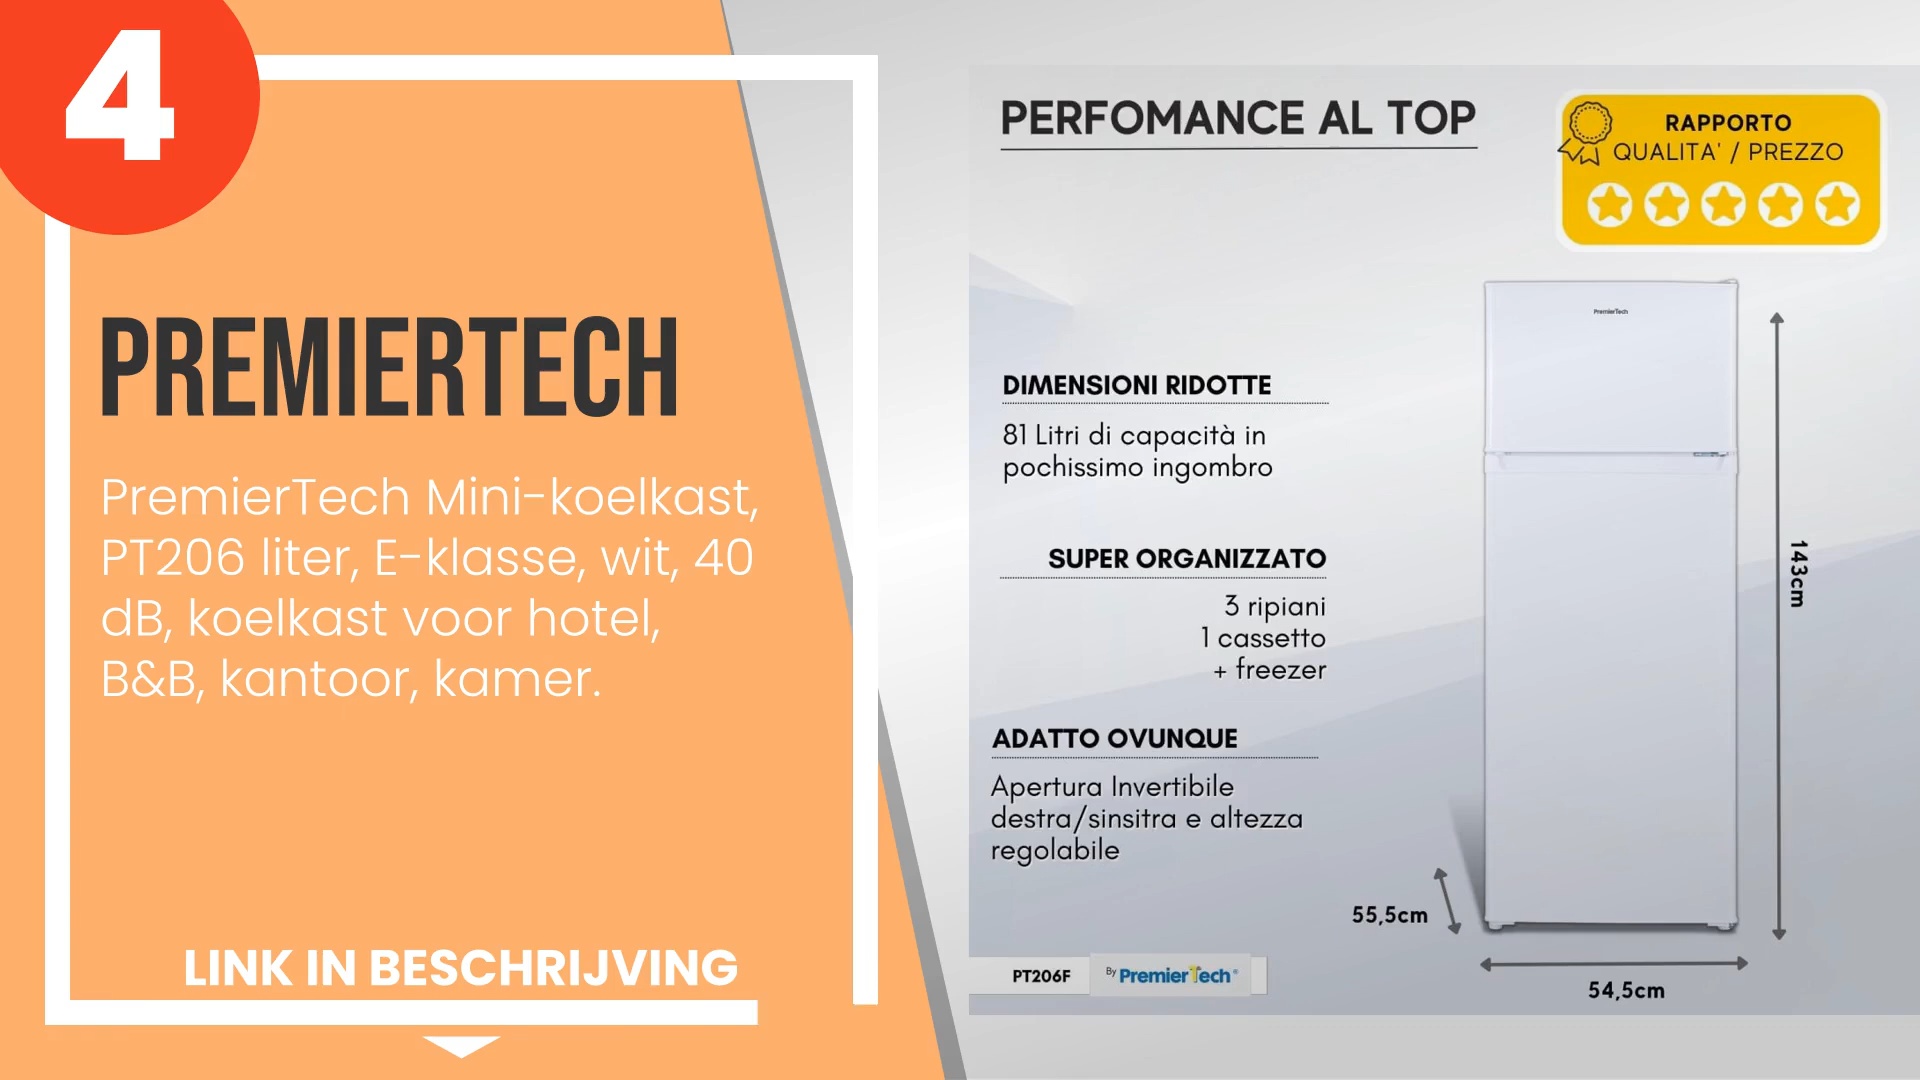 4
PREMIERTECH
PremierTech Mini-koelkast,
PT206 liter, E-klasse, wit, 40
dB, koelkast voor hotel,
B&B, kantoor, kamer.
LINK IN BESCHRIJVING
PERFOMANCE AL TOP
RAPPORTO
QUALITA' / PREZZO
PremierTech
DIMENSIONI RIDOTTE
81 Litri di capacità in
pochissimo ingombro
SUPER ORGANIZZATO
3 ripiani
1 cassetto
+ freezer
ADATTO OVUNQUE
Apertura Invertibile
destra/sinsitra e altezza
regolabile
143cm
55,5cm
54,5cm
PT206F
By PremierTech®